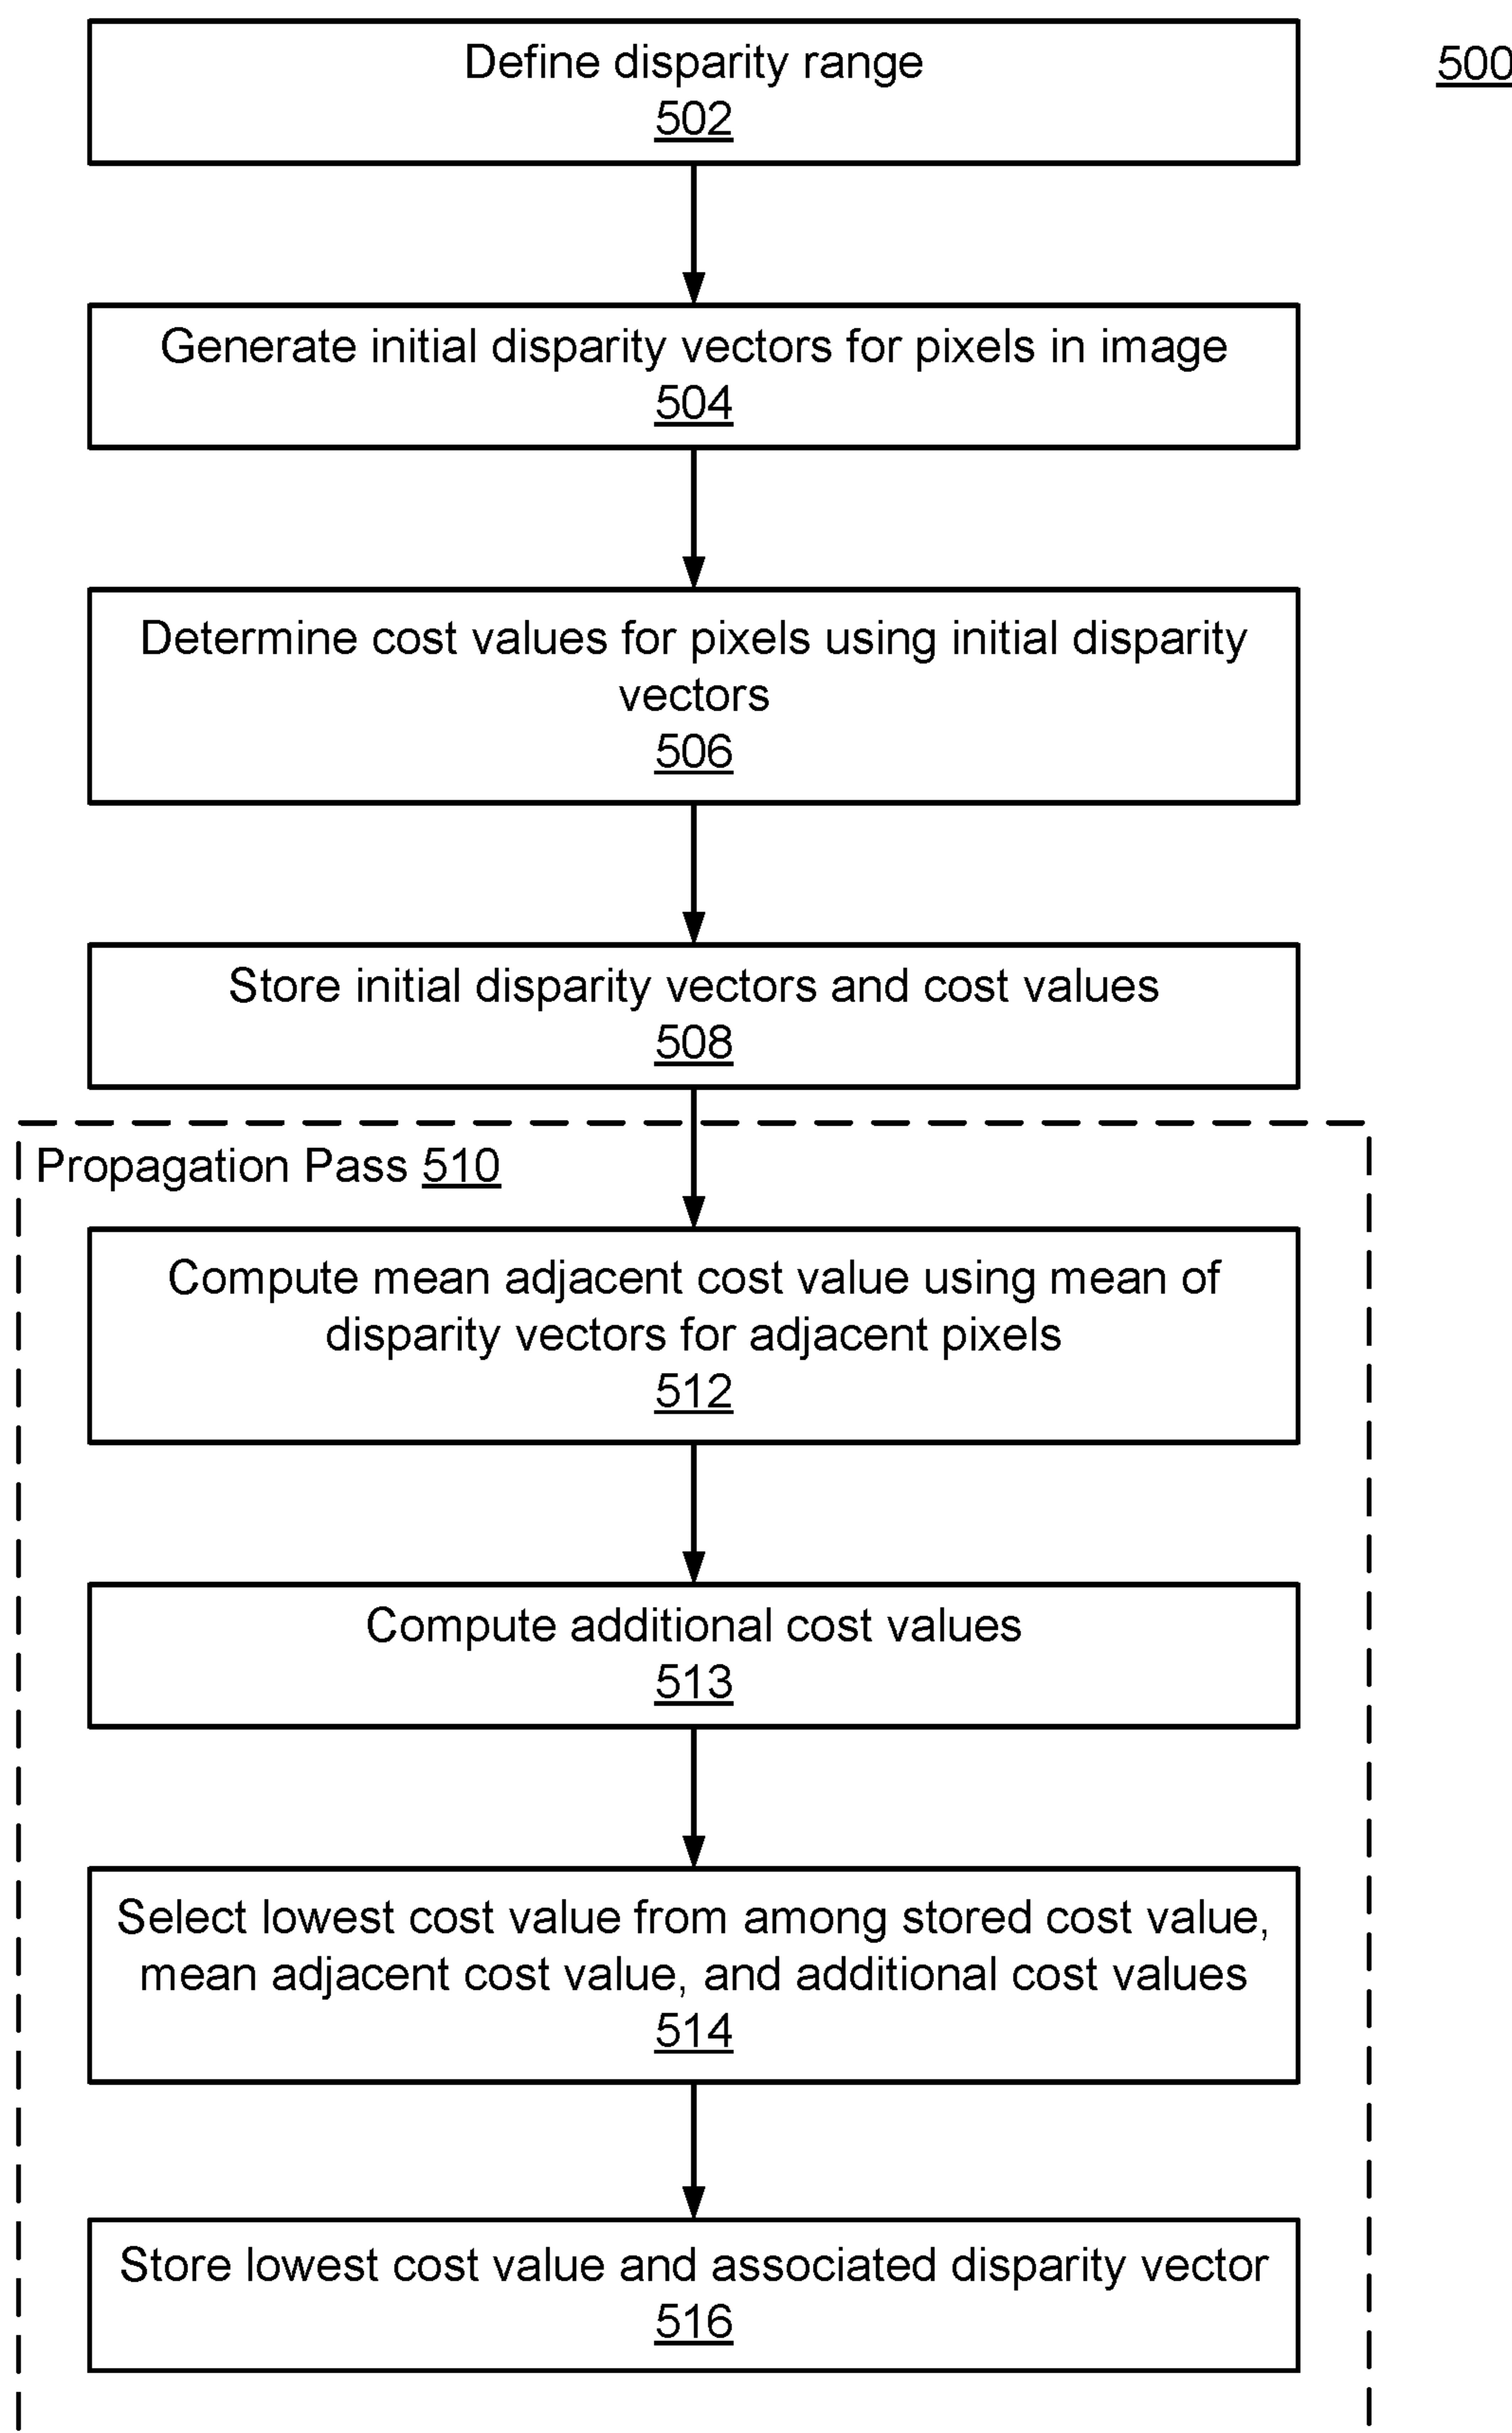 Define disparity range
502
500
Generate initial disparity vectors for pixels in image
504
Determine cost values for pixels using initial disparity
vectors
506
Store initial disparity vectors and cost values
508
Propagation Pass 510
Compute mean adjacent cost value using mean of
disparity vectors for adjacent pixels
512
Compute additional cost values
513
Select lowest cost value from among stored cost value,
mean adjacent cost value, and additional cost values
514
Store lowest cost value and associated disparity vector
516